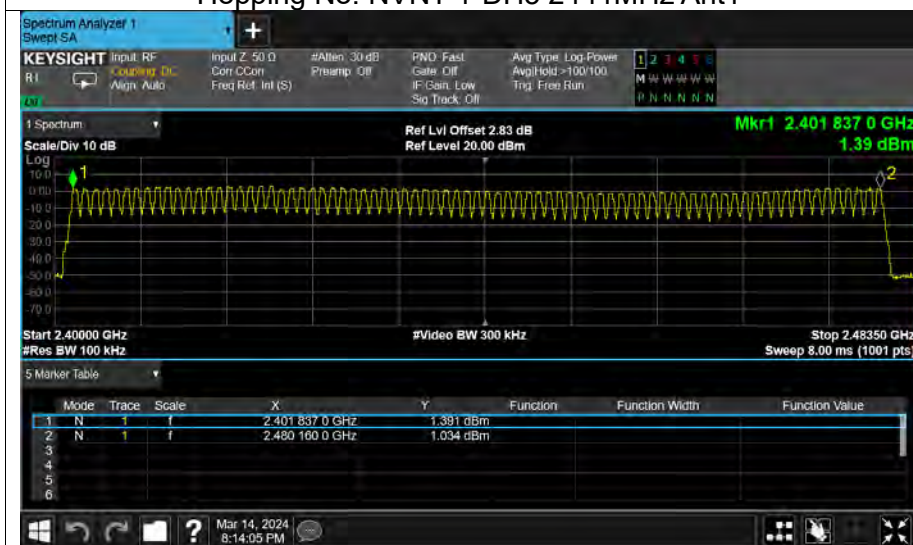 Hopping No. NVNT 1-DH5 2441MHz Ant1
Spectrum Analyzer 1
Swept SA
+
KEYSIGHT Input: RF Input Z: 50 Ω #Atten: 30 dB PNO: Fast Avg Type: Log-Power 1 2 3 4 5 6
Coupling: DC Corr CCorr Preamp: Off Gate: Off Avg|Hold: >100/100 M W W W W W
Align: Auto Freq Ref: Int (S) IF Gain: Low Trig: Free Run
Sig Track: Off P N N N N N
1 Spectrum
Ref Lvl Offset 2.83 dB Mkr1 2.401 837 0 GHz
Scale/Div 10 dB Ref Level 20.00 dBm 1.39 dBm
Log
10.0
0.00
-10.0
-20.0
-30.0
-40.0
-50.0
-60.0
-70.0
1
2
Start 2.40000 GHz #Video BW 300 kHz Stop 2.48350 GHz
#Res BW 100 kHz Sweep 8.00 ms (1001 pts)
5 Marker Table
Mode Trace Scale X Y Function Function Width Function Value
1 N 1 f 2.401 837 0 GHz 1.391 dBm
2 N 1 f 2.480 160 0 GHz 1.034 dBm
3
4
5
6
?
Mar 14, 2024
8:14:05 PM